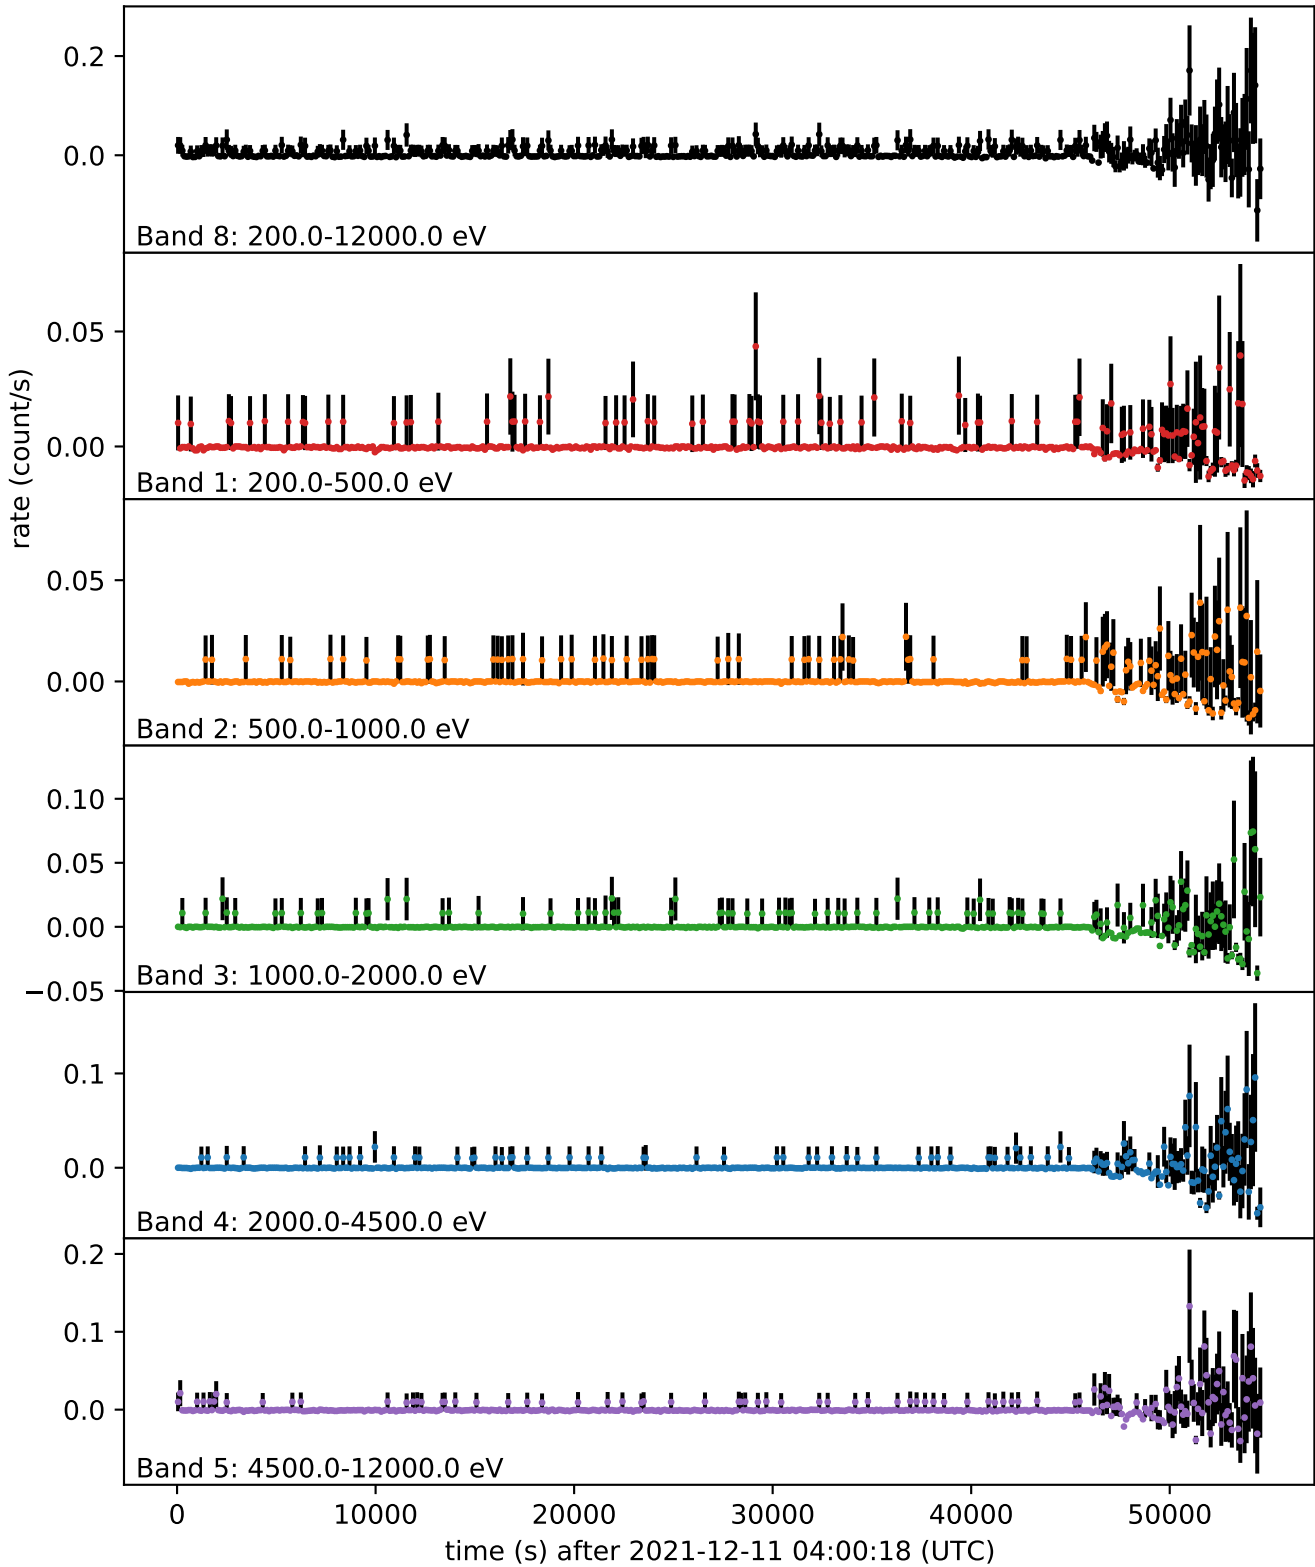 0.2
0.0
Band 8: 200.0-12000.0 eV
0.05
0.00
Band 1: 200.0-500.0 eV
rate (count/s)
0.05
0.00
Band 2: 500.0-1000.0 eV
0.10
0.05
0.00
−0.05
Band 3: 1000.0-2000.0 eV
0.1
0.0
Band 4: 2000.0-4500.0 eV
0.2
0.1
0.0
Band 5: 4500.0-12000.0 eV
0 10000 20000 30000 40000 50000
time (s) after 2021-12-11 04:00:18 (UTC)